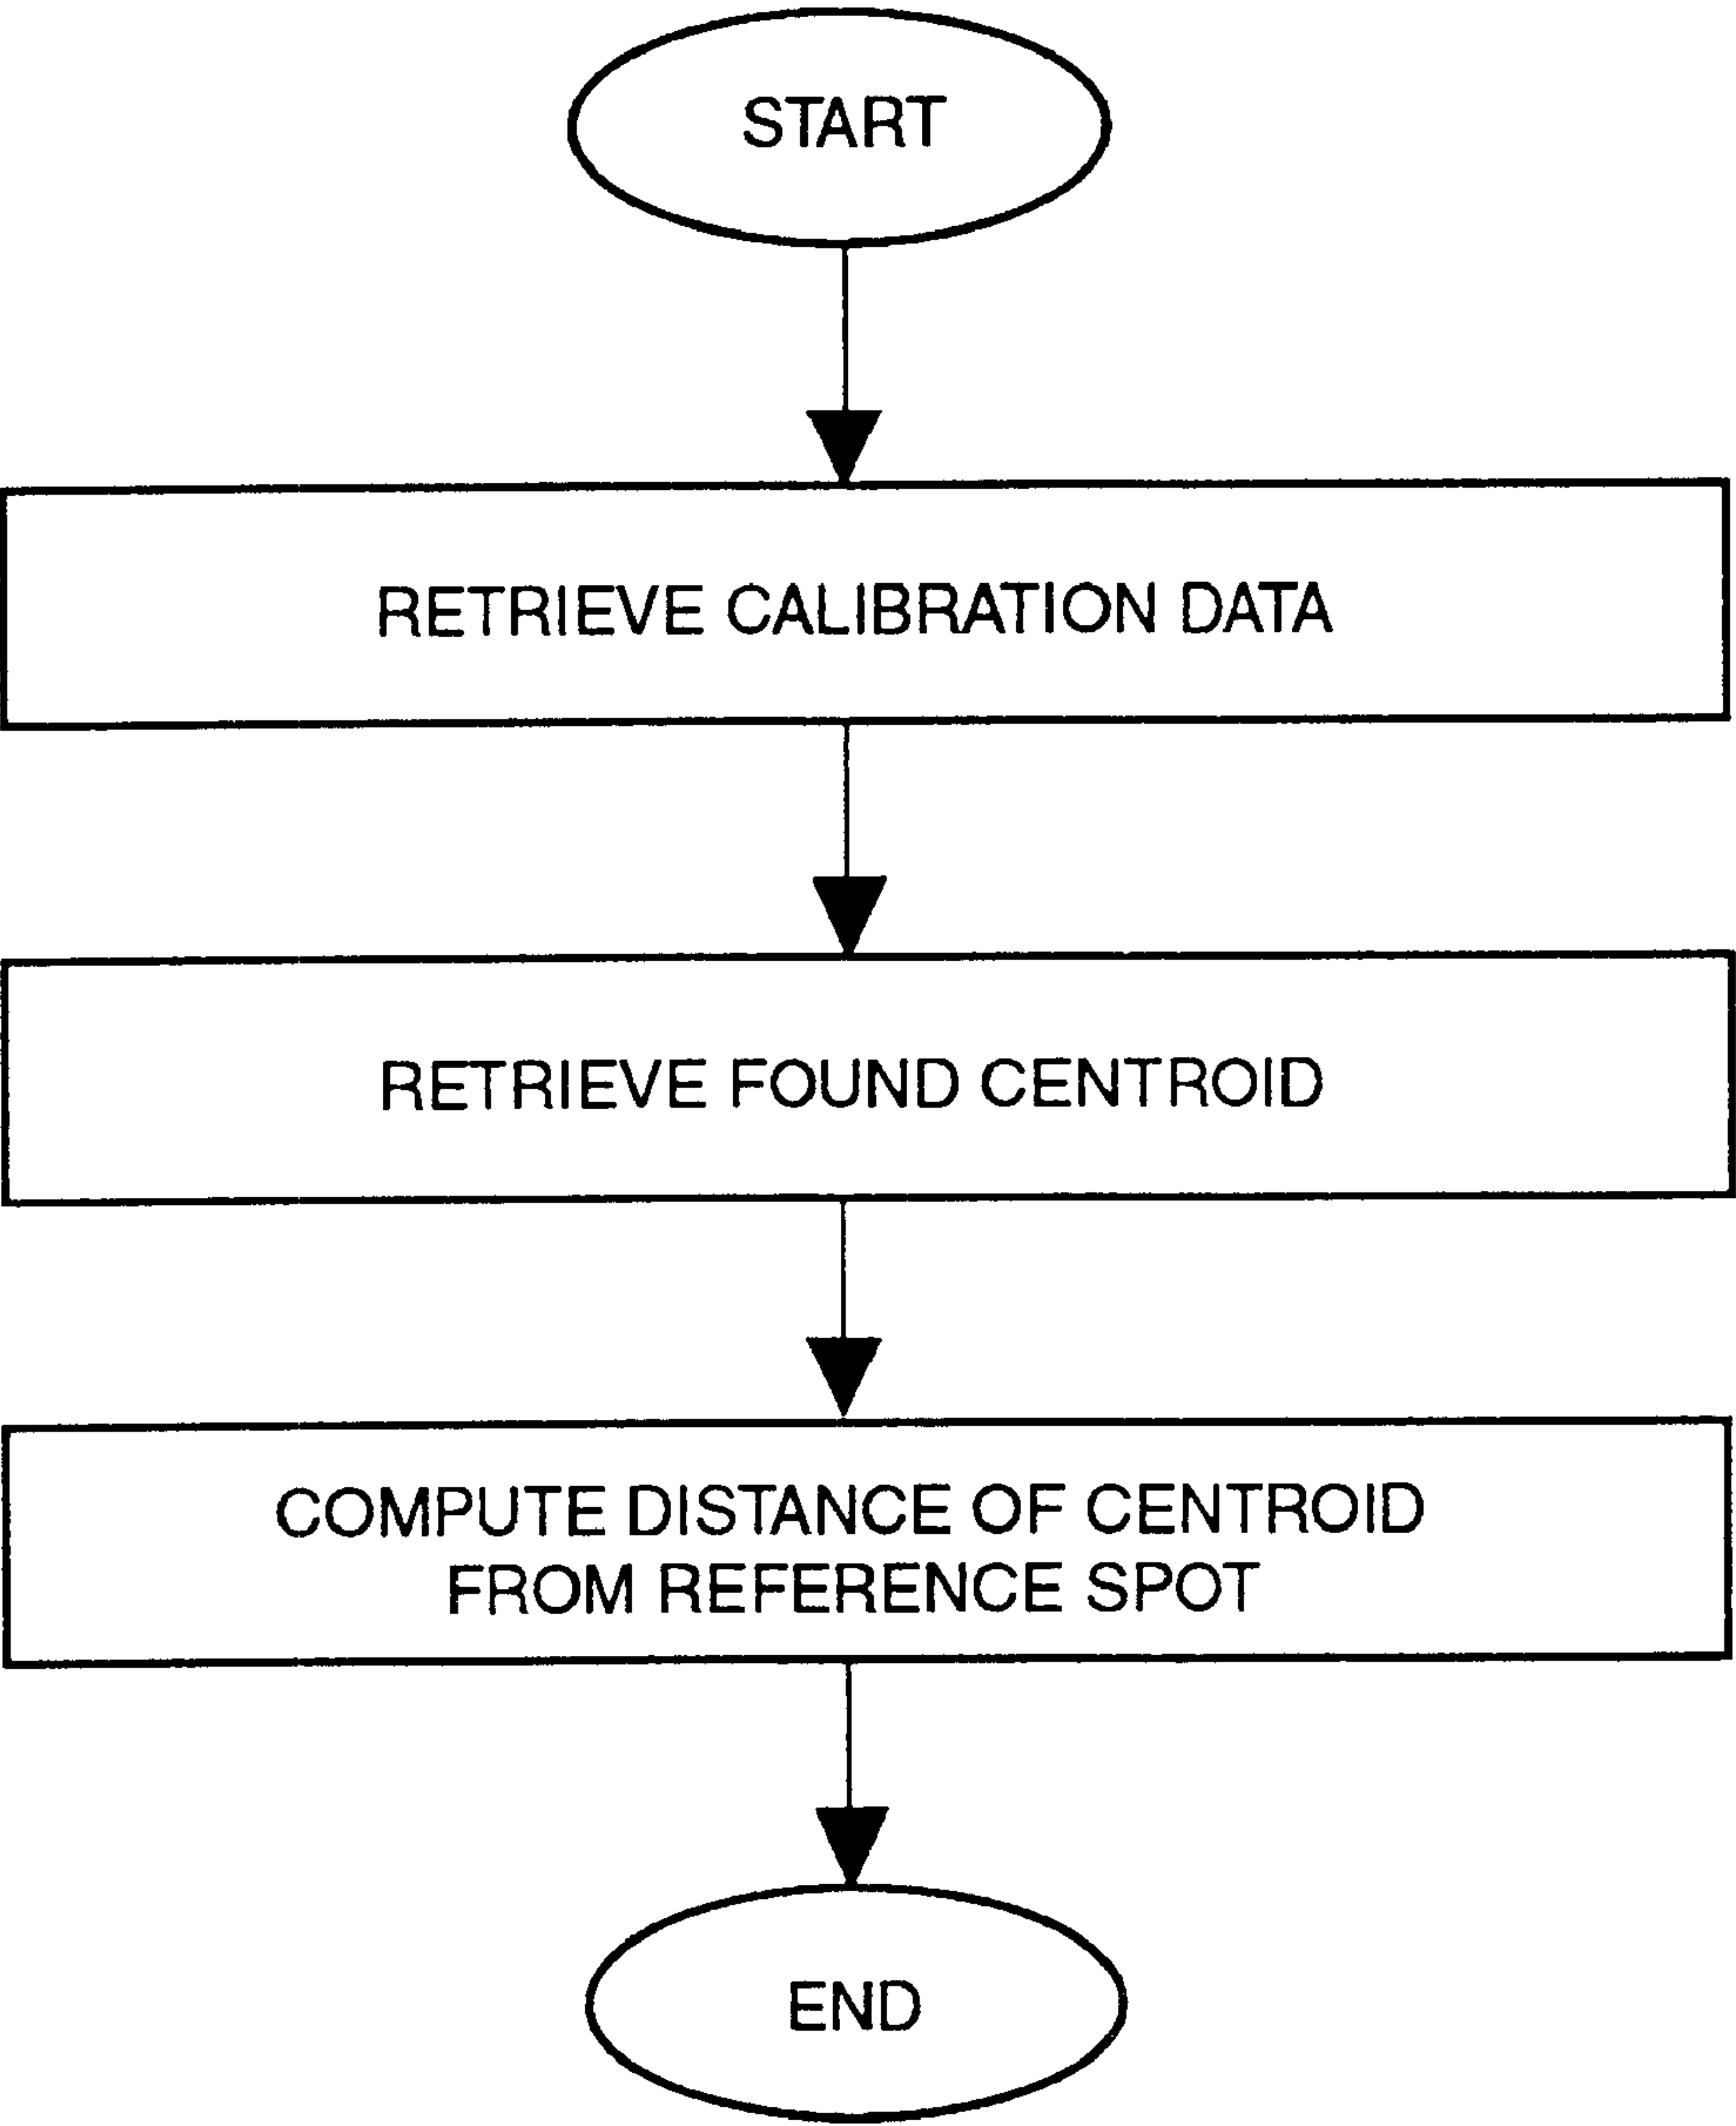 START
RETRIEVE CALIBRATION DATA
RETRIEVE FOUND CENTROID
COMPUTE DISTANCE OF CENTROID
FROM REFERENCE SPOT
END